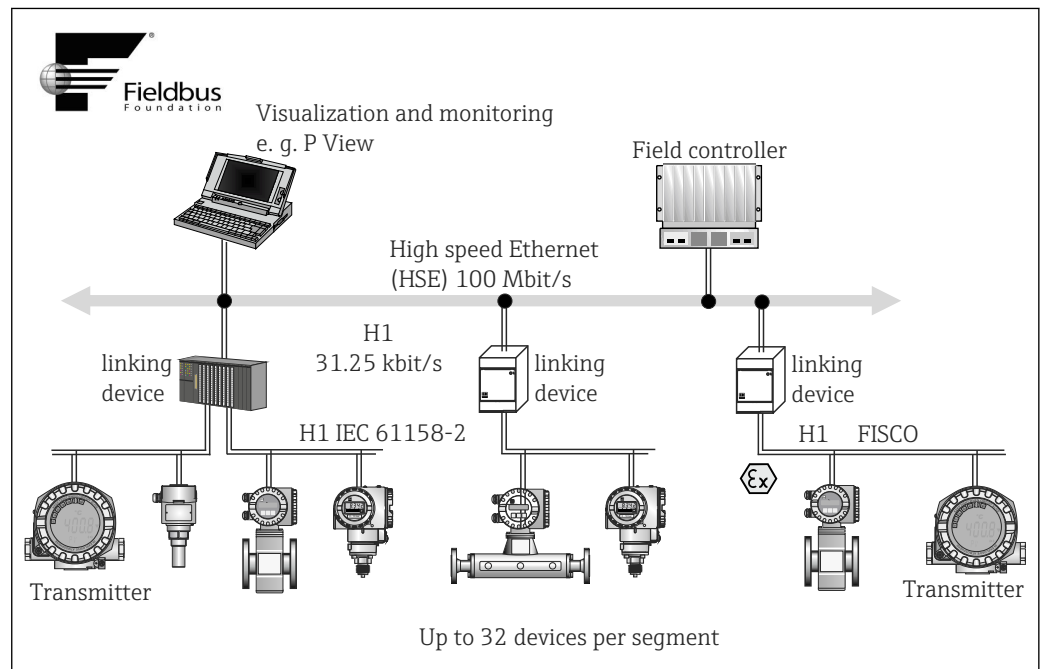 Fieldbus
Foundation
Visualization and monitoring
e. g. P View
Field controller
High speed Ethernet
(HSE) 100 Mbit/s
H1
31.25 kbit/s
linking
device
linking
device
linking
device
H1 IEC 61158-2
H1 FISCO
Ex
Transmitter
Transmitter
Up to 32 devices per segment